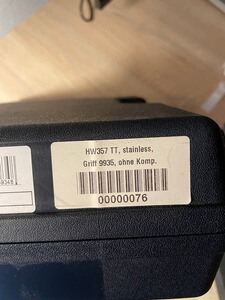 HW357 TT, stainless,
Griff 9935, ohne Komp.
00000076